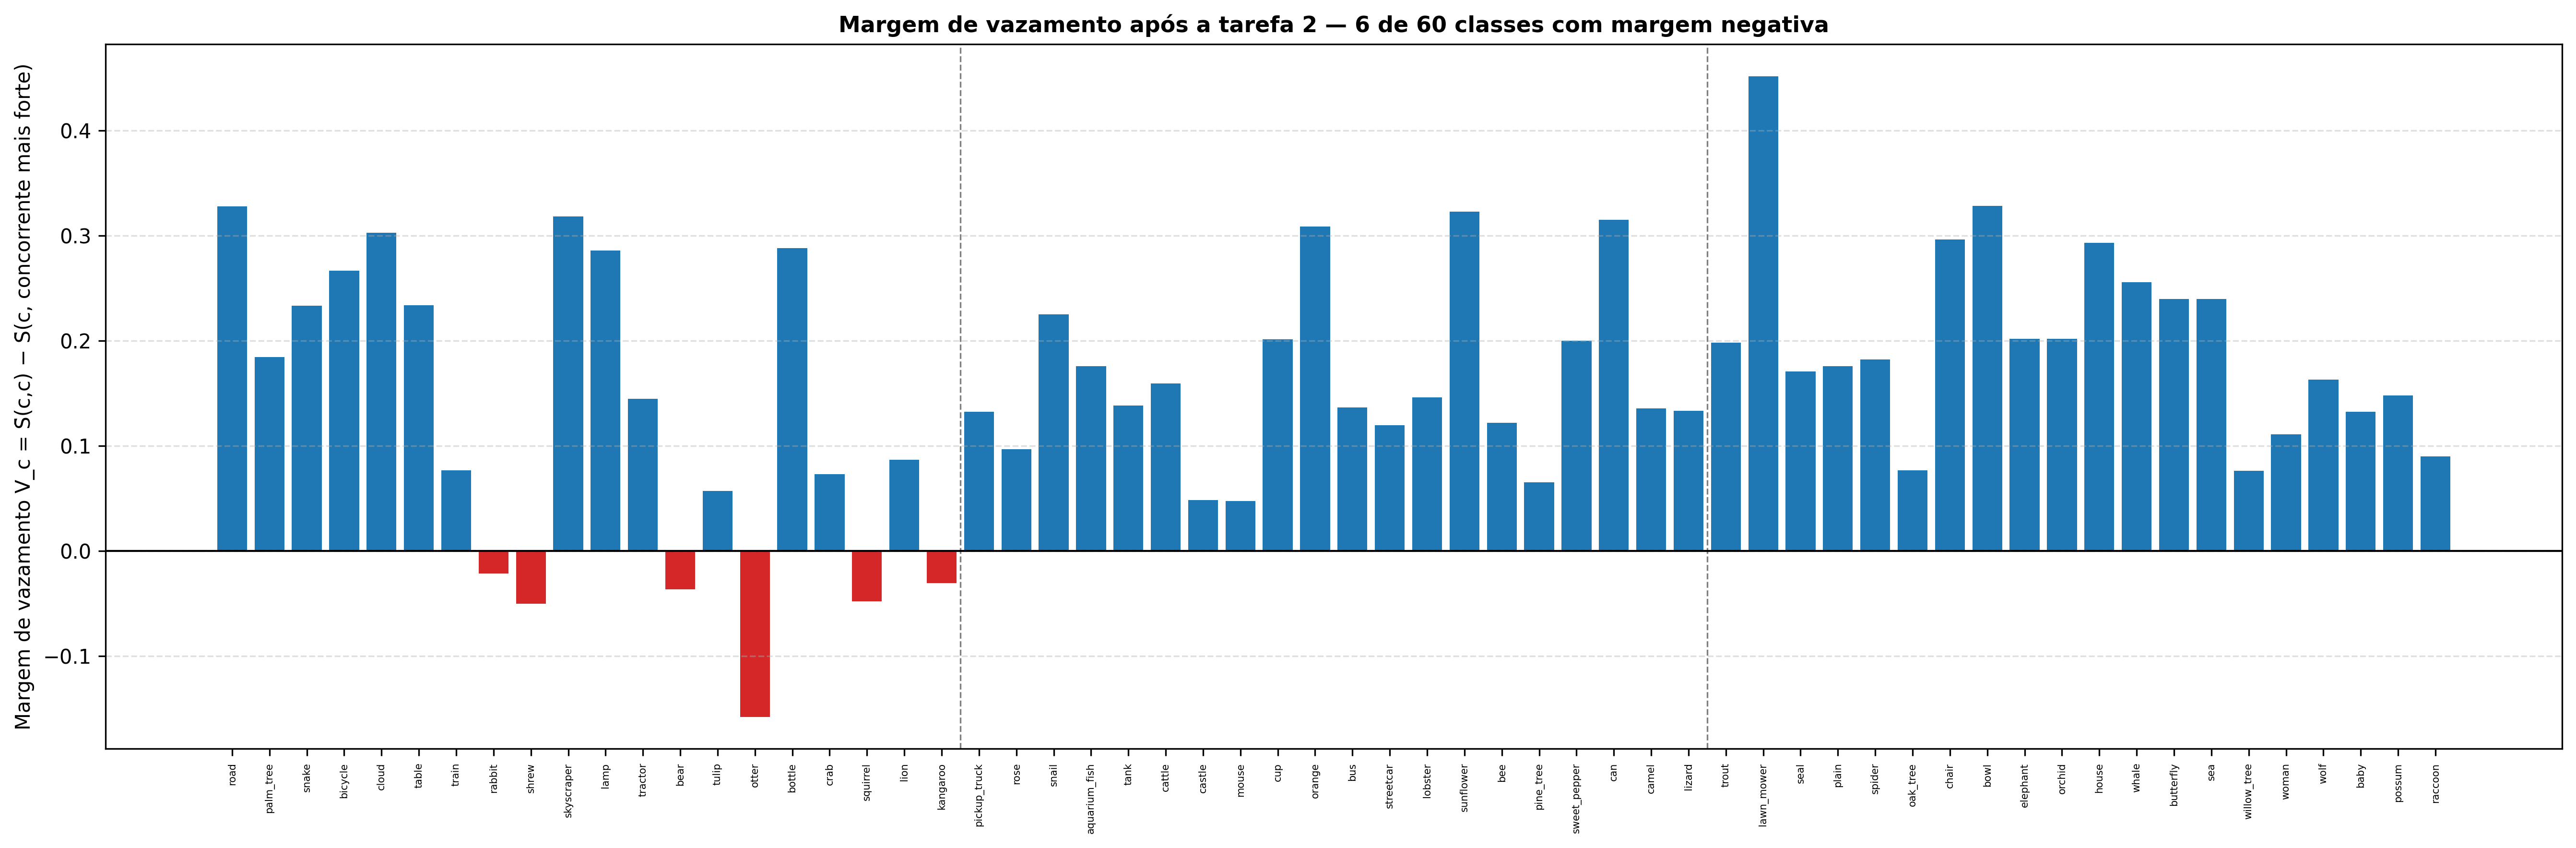 Margem de vazamento após a tarefa 2 — 6 de 60 classes com margem negativa
Margem de vazamento V_c = S(c,c) − S(c, concorrente mais forte)
0.4
0.3
0.2
0.1
0.0
−0.1
road
palm_tree
snake
bicycle
cloud
table
train
rabbit
shrew
skyscraper
lamp
tractor
bear
tulip
otter
bottle
crab
squirrel
lion
kangaroo
pickup_truck
rose
snail
aquarium_fish
tank
cattle
castle
mouse
cup
orange
bus
streetcar
lobster
sunflower
bee
pine_tree
sweet_pepper
can
camel
lizard
trout
lawn_mower
seal
plain
spider
oak_tree
chair
bowl
elephant
orchid
house
whale
butterfly
sea
willow_tree
woman
wolf
baby
possum
raccoon